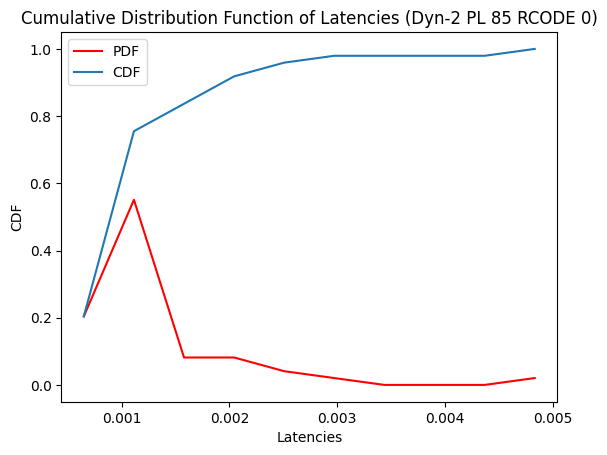 Cumulative Distribution Function of Latencies (Dyn-2 PL 85 RCODE 0)
PDF
CDF
1.0
0.8
0.6
0.4
0.2
0.0
CDF
0.001 0.002 0.003 0.004 0.005
Latencies